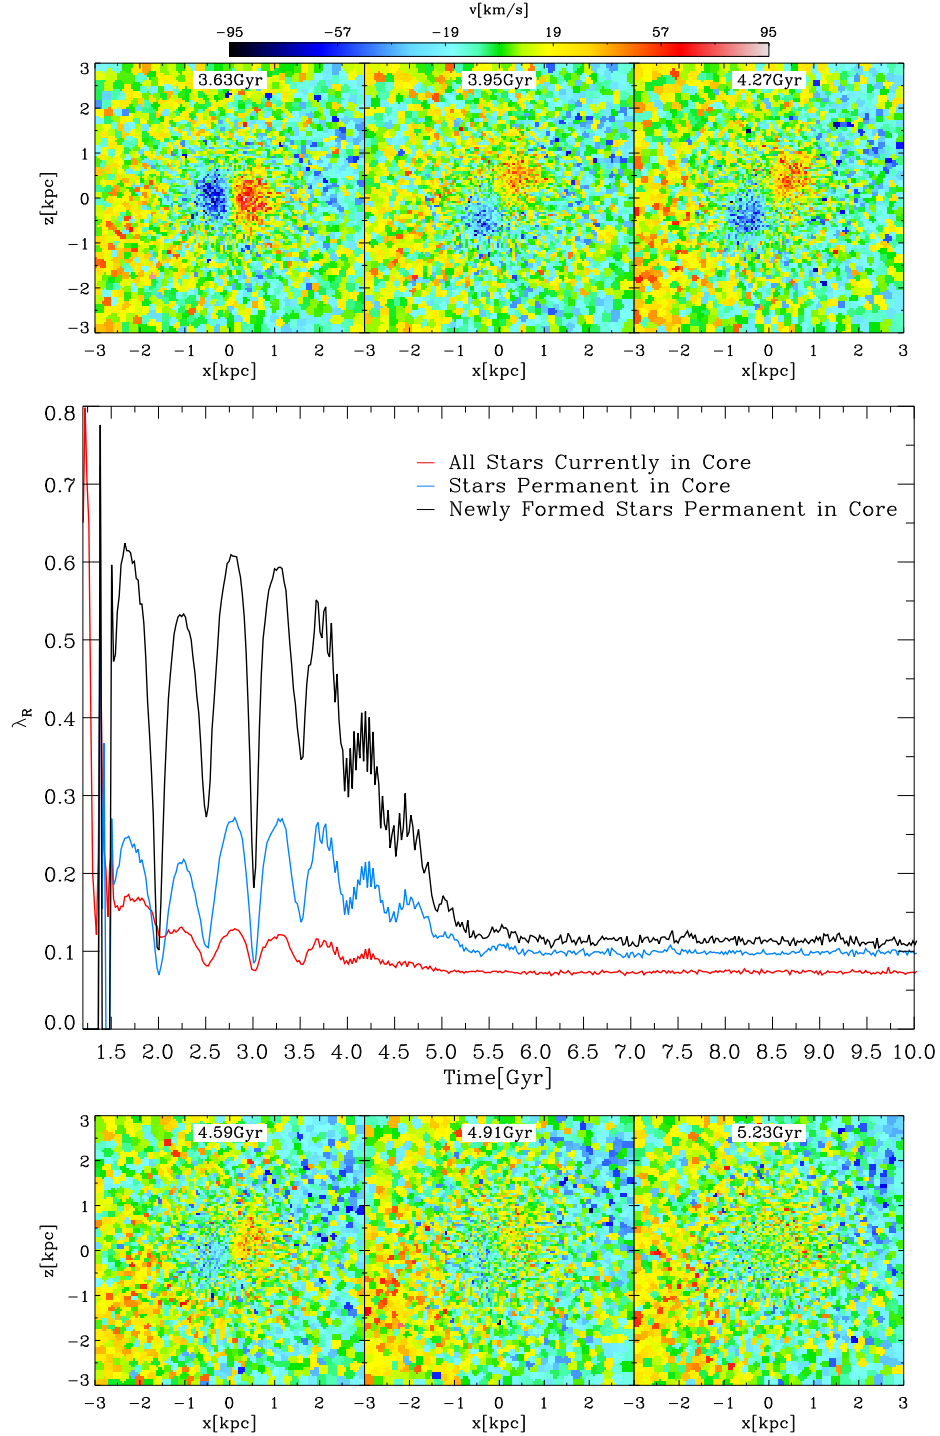 v[km/s]
−95 −57 −19 19 57 95
3.63Gyr 3.95Gyr 4.27Gyr
3
2
1
0
−1
−2
−3
z[kpc]
−3 −2 −1 0 1 2 −3 −2 −1 0 1 2 −3 −2 −1 0 1 2 3
x[kpc] x[kpc] x[kpc]
0.8
0.7
0.6
0.5
0.4
0.3
0.2
0.1
0.0
λR
All Stars Currently in Core
Stars Permanent in Core
Newly Formed Stars Permanent in Core
1.5 2.0 2.5 3.0 3.5 4.0 4.5 5.0 5.5 6.0 6.5 7.0 7.5 8.0 8.5 9.0 9.5 10.0
Time[Gyr]
4.59Gyr 4.91Gyr 5.23Gyr
3
2
1
0
−1
−2
−3
z[kpc]
−3 −2 −1 0 1 2 −3 −2 −1 0 1 2 −3 −2 −1 0 1 2 3
x[kpc] x[kpc] x[kpc]